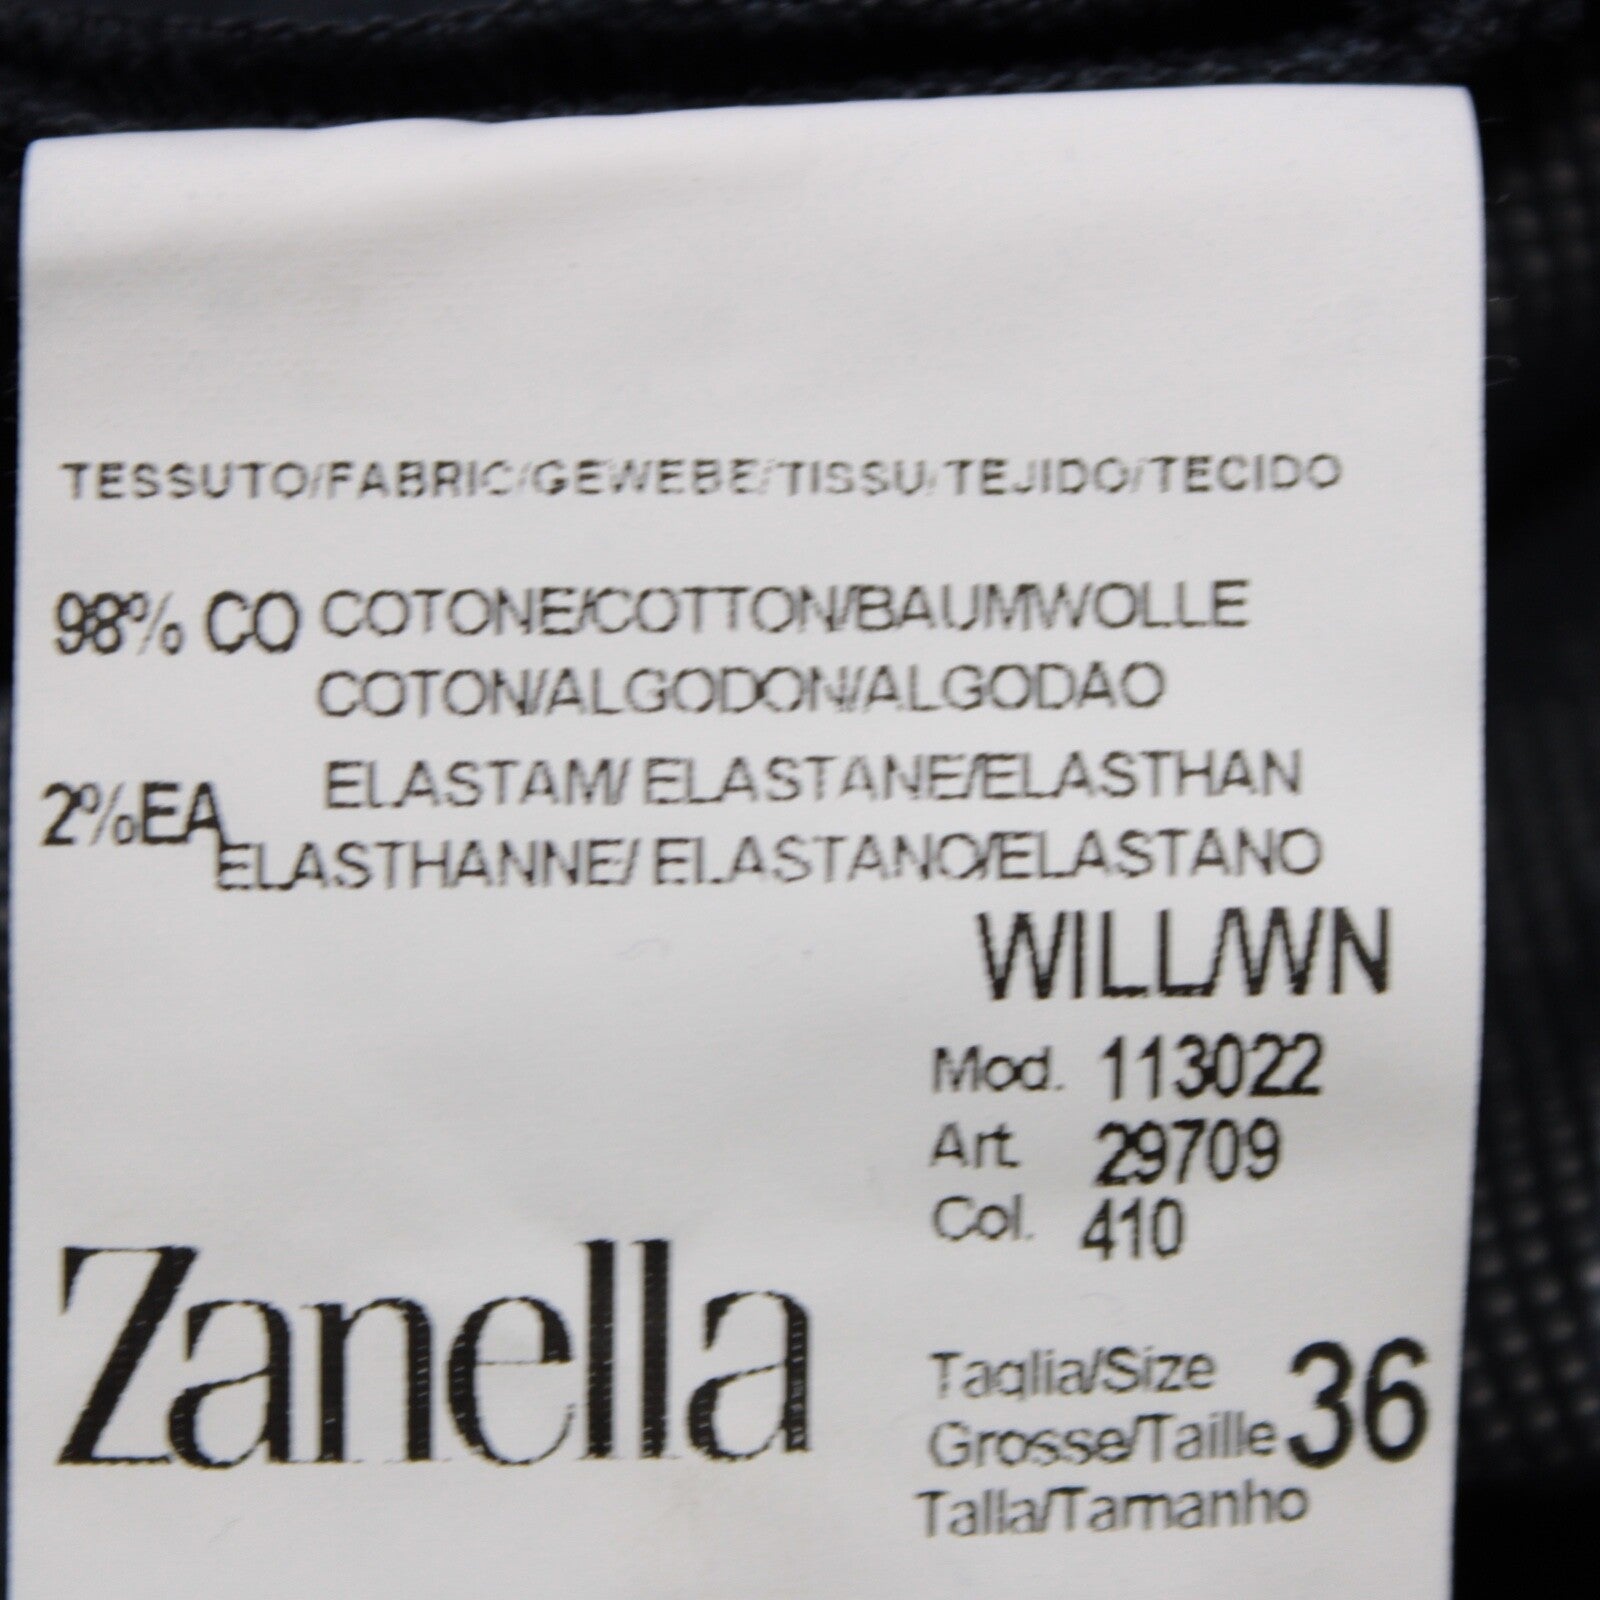 TESSUTO/FABRIC/GEWEBE/TISSU/TEJIDO/TECIDO
98% CO COTONE/COTTON/BAUMWOLLE
COTON/ALGODON/ALGODAO
2%EA ELASTAM/ ELASTANE/ELASTHAN
ELASTHANNE/ ELASTANO/ELASTANO
WILL/WN
Mod. 113022
Art. 29709
Col. 410
Zanella
Taglia/Size
Grosse/Taille 36
Talla/Tamanho